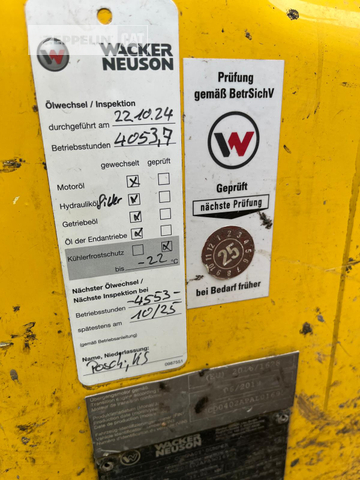 ZEPPELIN CAT
WACKER
NEUSON
Ölwechsel / Inspektion
durchgeführt am 22.10.24
Betriebsstunden 4053,7
gewechselt geprüft
Motoröl
Hydrauliköl
Getriebeöl
Öl der Endantriebe
Kühlerfrostschutz
bis -22 °C
Nächster Ölwechsel /
Nächste Inspektion bei
Betriebsstunden -4553-
spätestens am 10/25
(gemäß Betriebsanleitung)
Name, Niederlassung:
Prüfung
gemäß BetrSichV
Geprüft
nächste Prüfung
25
bei Bedarf früher
WACKER
NEUSON